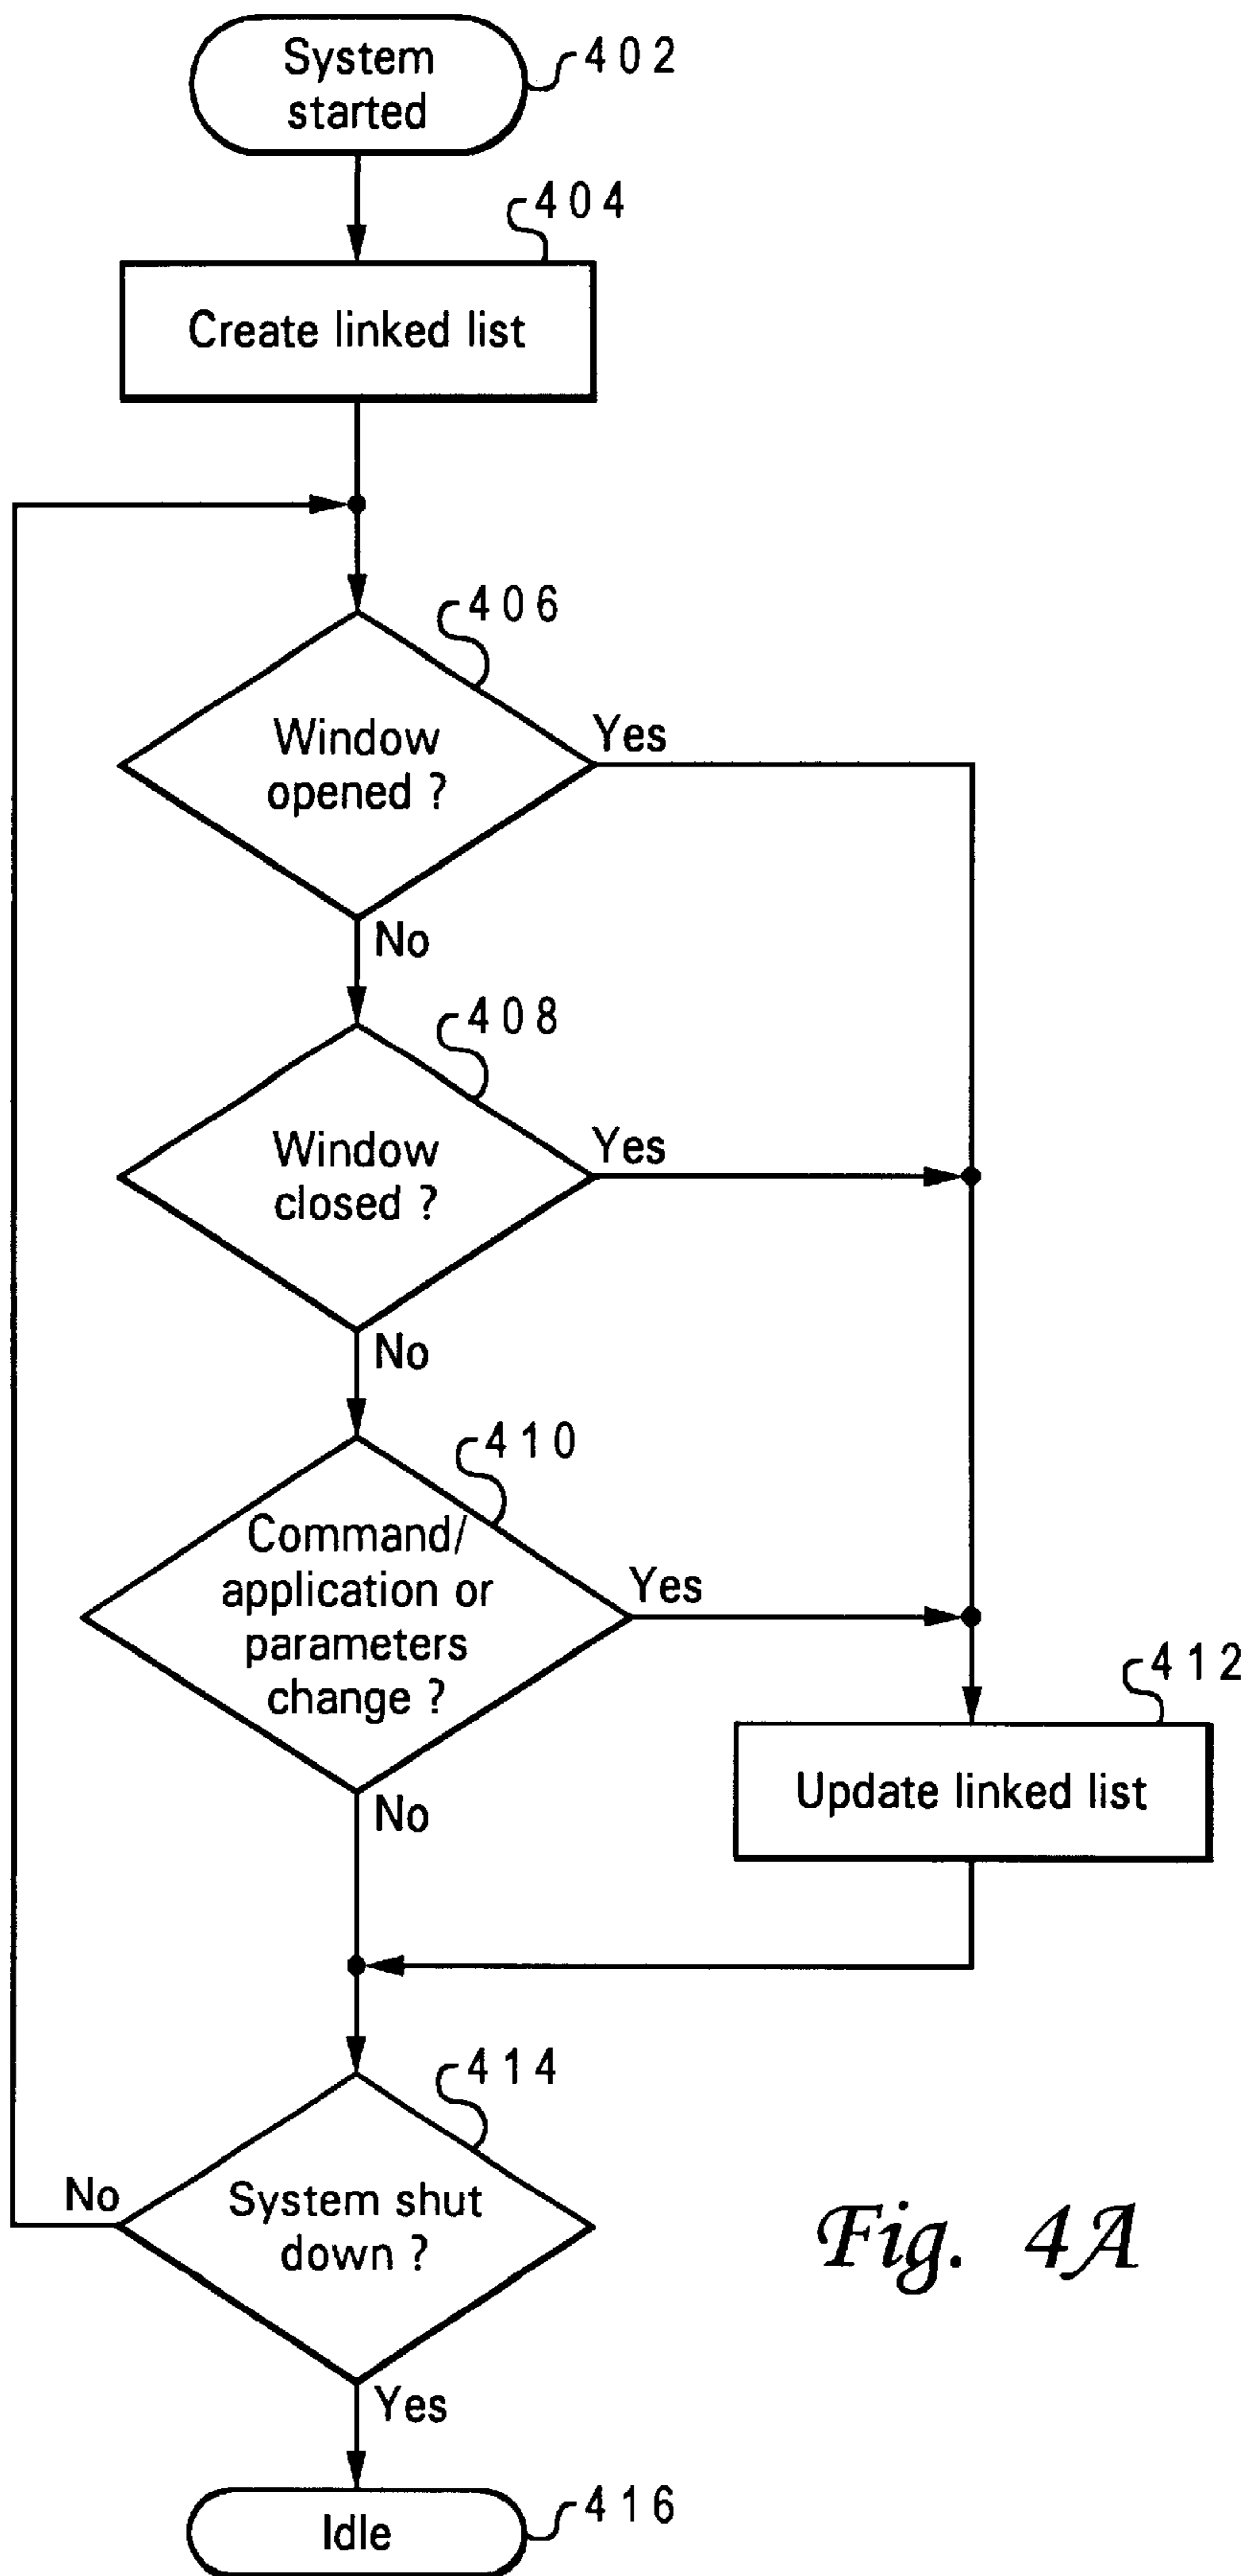 System
started
402
404
Create linked list
406
Window
opened ?
Yes
No
408
Window
closed ?
Yes
No
410
Command/
application or
parameters
change ?
Yes
No
412
Update linked list
414
System shut
down ?
No
Yes
Fig. 4A
Idle
416